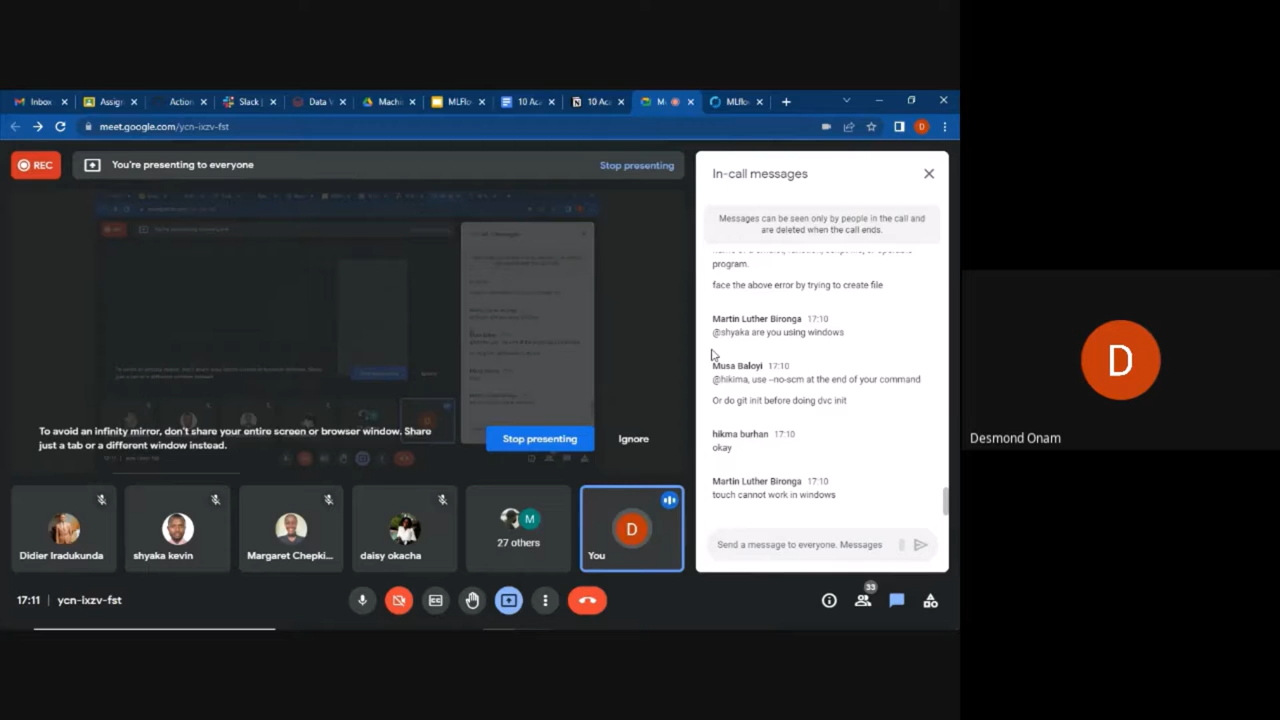 Inbox
Assign
Action
Slack
Data V
Machi
MLFlo
10 Aca
10 Aca
M
MLflo
meet.google.com/ycn-ixzv-fst
D
REC
You're presenting to everyone
Stop presenting
In-call messages
Messages can be seen only by people in the call and
are deleted when the call ends.
program.
face the above error by trying to create file
Martin Luther Bironga 17:10
@shyaka are you using windows
Musa Baloyi 17:10
@hikima, use --no-scm at the end of your command
Or do git init before doing dvc init
hikma burhan 17:10
okay
Martin Luther Bironga 17:10
touch cannot work in windows
Send a message to everyone. Messages
To avoid an infinity mirror, don't share your entire screen or browser window. Share
just a tab or a different window instead.
Stop presenting
Ignore
Didier Iradukunda
shyaka kevin
Margaret Chepki...
daisy okacha
M
27 others
D
You
17:11 | ycn-ixzv-fst
33
D
Desmond Onam